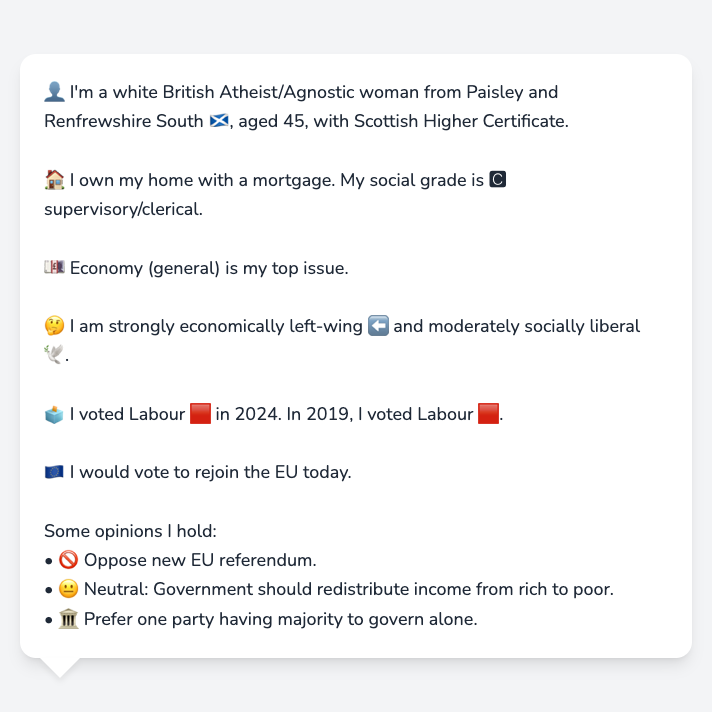 👤 I'm a white British Atheist/Agnostic woman from Paisley and
Renfrewshire South 🏴󠁧󠁢󠁳󠁣󠁴󠁿, aged 45, with Scottish Higher Certificate.
🏠 I own my home with a mortgage. My social grade is 🅲
supervisory/clerical.
💷 Economy (general) is my top issue.
🤔 I am strongly economically left-wing ⬅️ and moderately socially liberal
🕊️.
🗳️ I voted Labour 🟥 in 2024. In 2019, I voted Labour 🟥.
🇪🇺 I would vote to rejoin the EU today.
Some opinions I hold:
• 🚫 Oppose new EU referendum.
• 😐 Neutral: Government should redistribute income from rich to poor.
• 🏛️ Prefer one party having majority to govern alone.